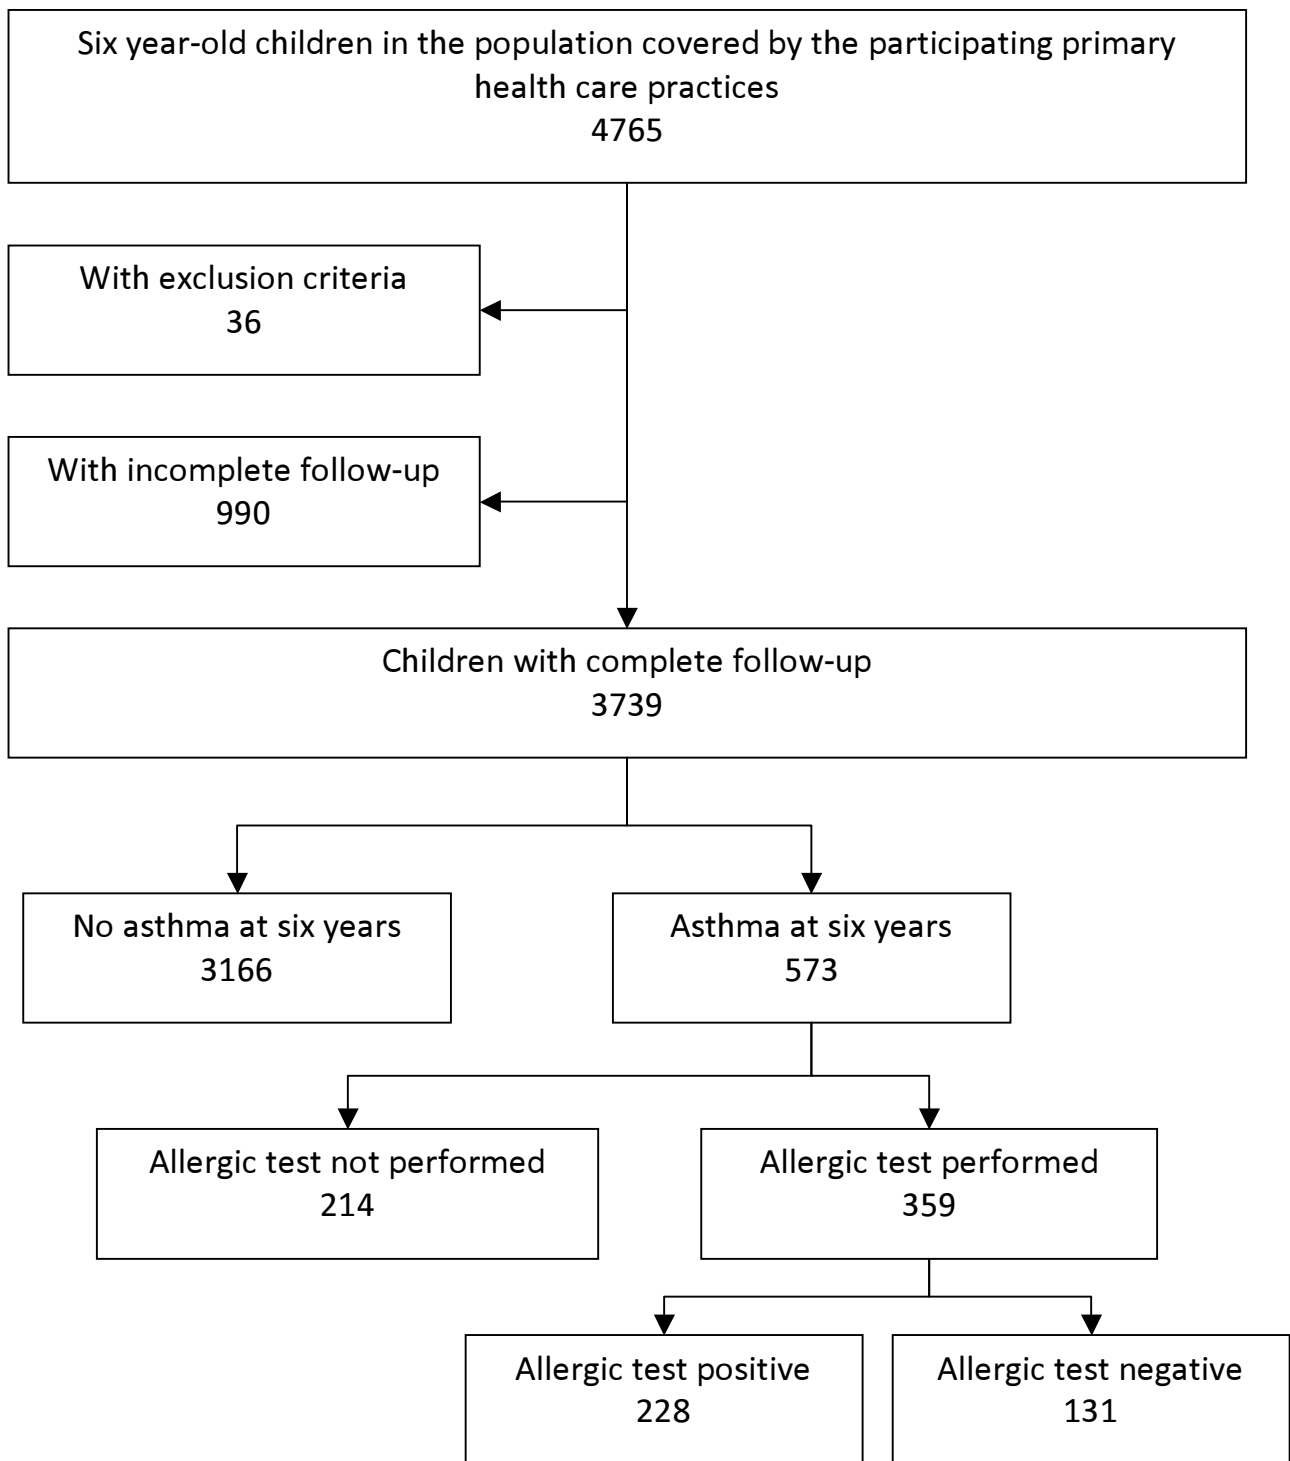 Six year-old children in the population covered by the participating primary
health care practices
4765
With exclusion criteria
36
With incomplete follow-up
990
Children with complete follow-up
3739
No asthma at six years
3166
Asthma at six years
573
Allergic test not performed
214
Allergic test performed
359
Allergic test positive
228
Allergic test negative
131